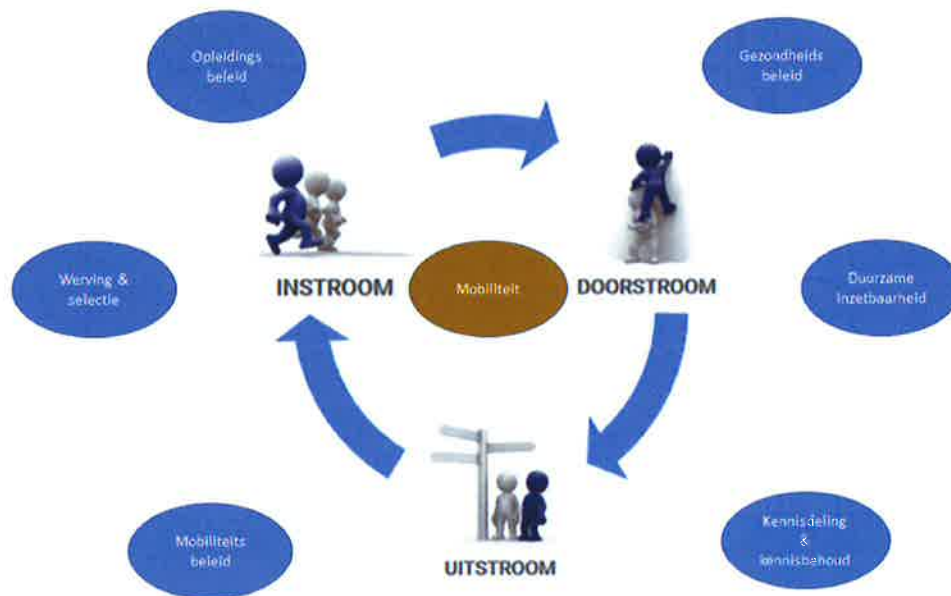 Opleidings
beleid
Gezondheids
beleid
INSTROOM
Mobiliteit
DOORSTROOM
Werving &
selectie
Duurzame
inzetbaarheid
Mobiliteits
beleid
UITSTROOM
Kennisdeling
&
kennisbehoud